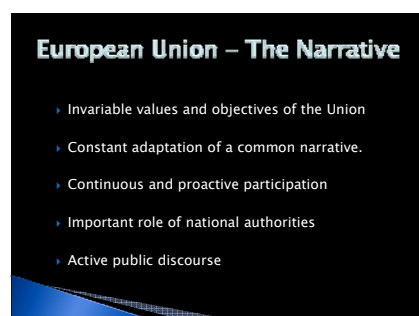 European Union – The Narrative
Invariable values and objectives of the Union
Constant adaptation of a common narrative.
Continuous and proactive participation
Important role of national authorities
Active public discourse